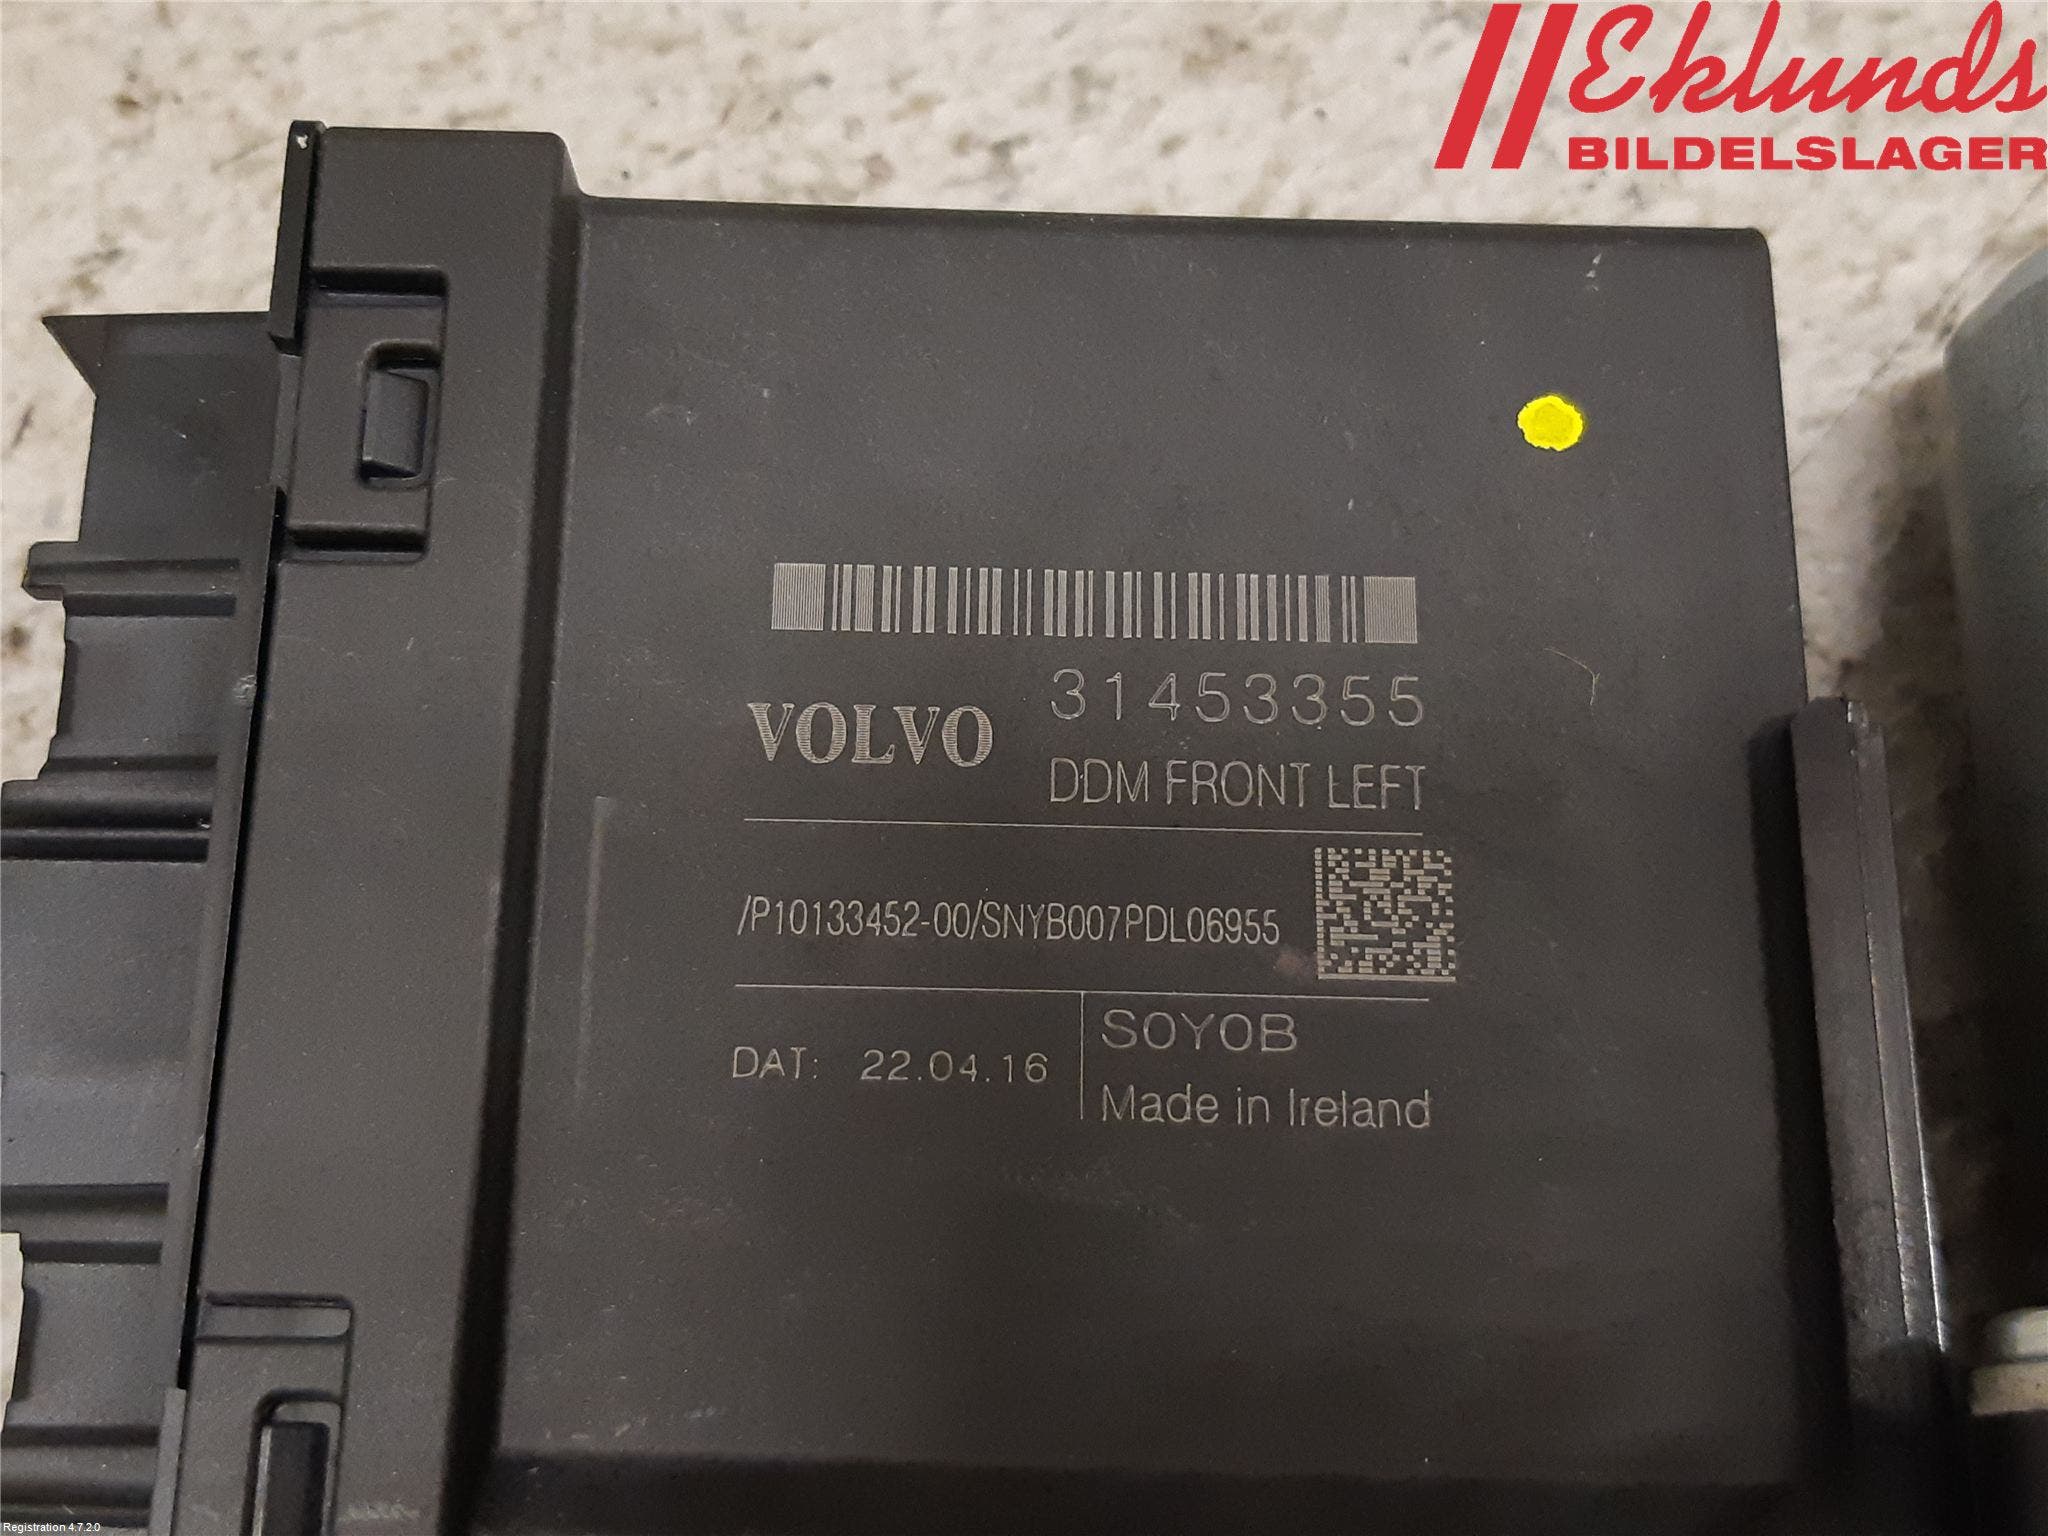 Eklunds
BILDELSLAGER
31453355
VOLVO
DDM FRONT LEFT
/P10133452-00/SNYB007PDL06955
DAT: 22.04.16
SOYOB
Made in Ireland
Registration 4.7.2.0